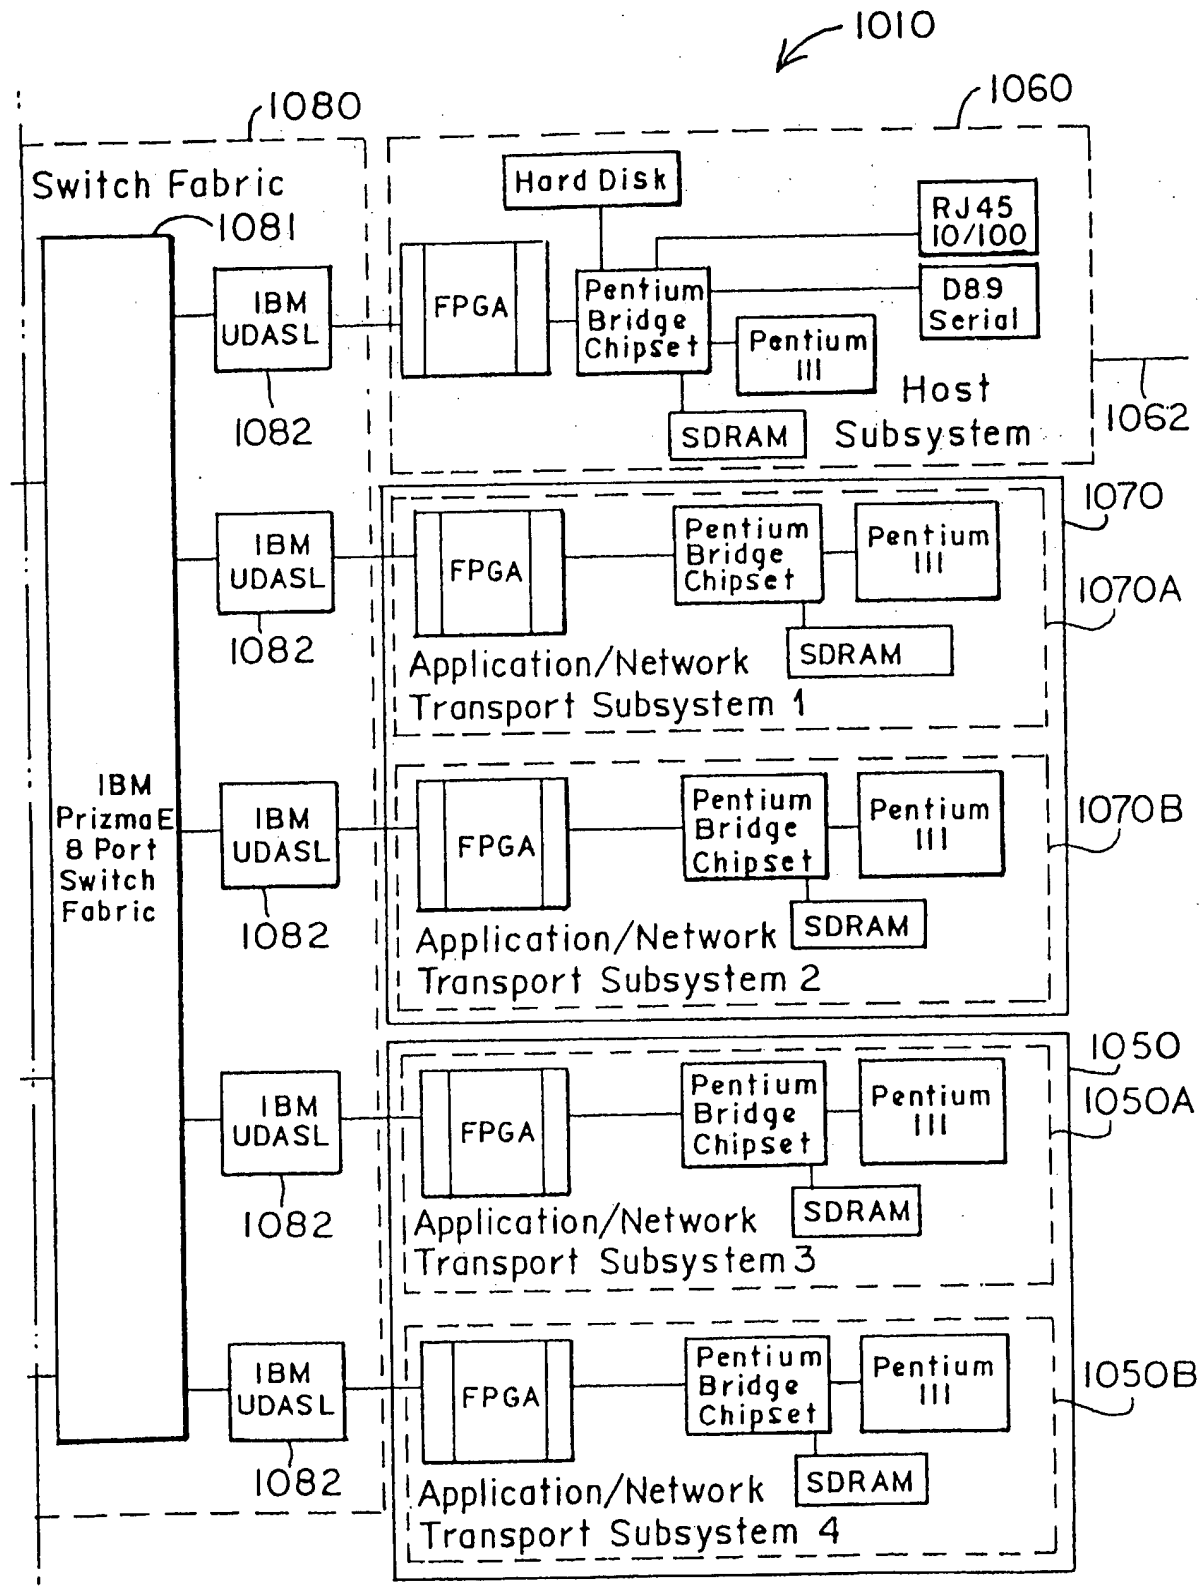 1010
1080
1060
Switch Fabric
1081
Hard Disk
RJ45
10/100
D8.9
Serial
IBM
UDASL
FPGA
Pentium
Bridge
Chipset
Pentium
III
SDRAM
Host
Subsystem
1082
1062
1070
IBM
UDASL
FPGA
Pentium
Bridge
Chipset
Pentium
III
1070A
1082
SDRAM
Application/Network
Transport Subsystem 1
IBM
PrizmaE
8 Port
Switch
Fabric
IBM
UDASL
FPGA
Pentium
Bridge
Chipset
Pentium
III
1070B
1082
SDRAM
Application/Network
Transport Subsystem 2
1050
IBM
UDASL
FPGA
Pentium
Bridge
Chipset
Pentium
III
1050A
1082
SDRAM
Application/Network
Transport Subsystem 3
IBM
UDASL
FPGA
Pentium
Bridge
Chipset
Pentium
III
1050B
1082
SDRAM
Application/Network
Transport Subsystem 4